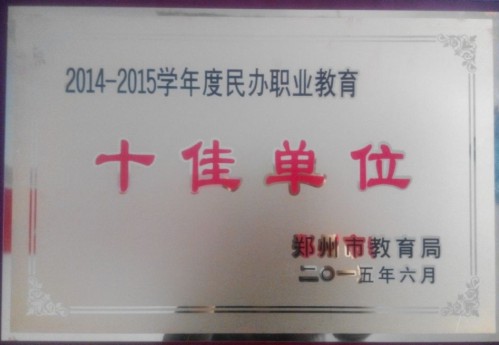 2014-2015学年度民办职业教育
十佳单位
郑州市教育局
二〇一五年六月